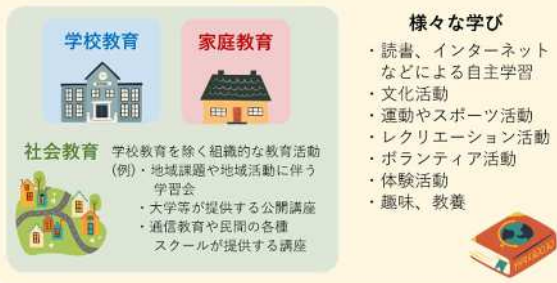 学校教育
家庭教育
社会教育 学校教育を除く組織的な教育活動
(例)・地域課題や地域活動に伴う
学習会
・大学等が提供する公開講座
・通信教育や民間の各種
スクールが提供する講座
様々な学び
・読書、インターネット
などによる自主学習
・文化活動
・運動やスポーツ活動
・レクリエーション活動
・ボランティア活動
・体験活動
・趣味、教養